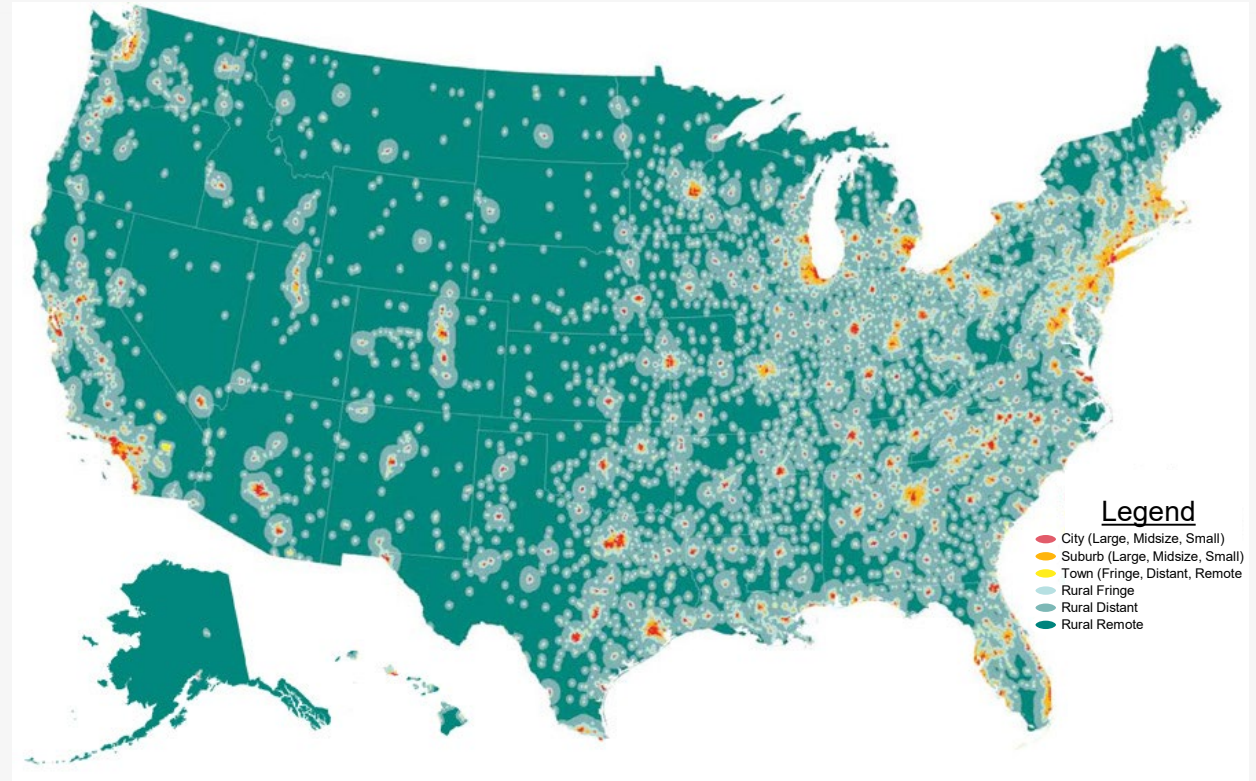 Legend
City (Large, Midsize, Small)
Suburb (Large, Midsize, Small)
Town (Fringe, Distant, Remote
Rural Fringe
Rural Distant
Rural Remote